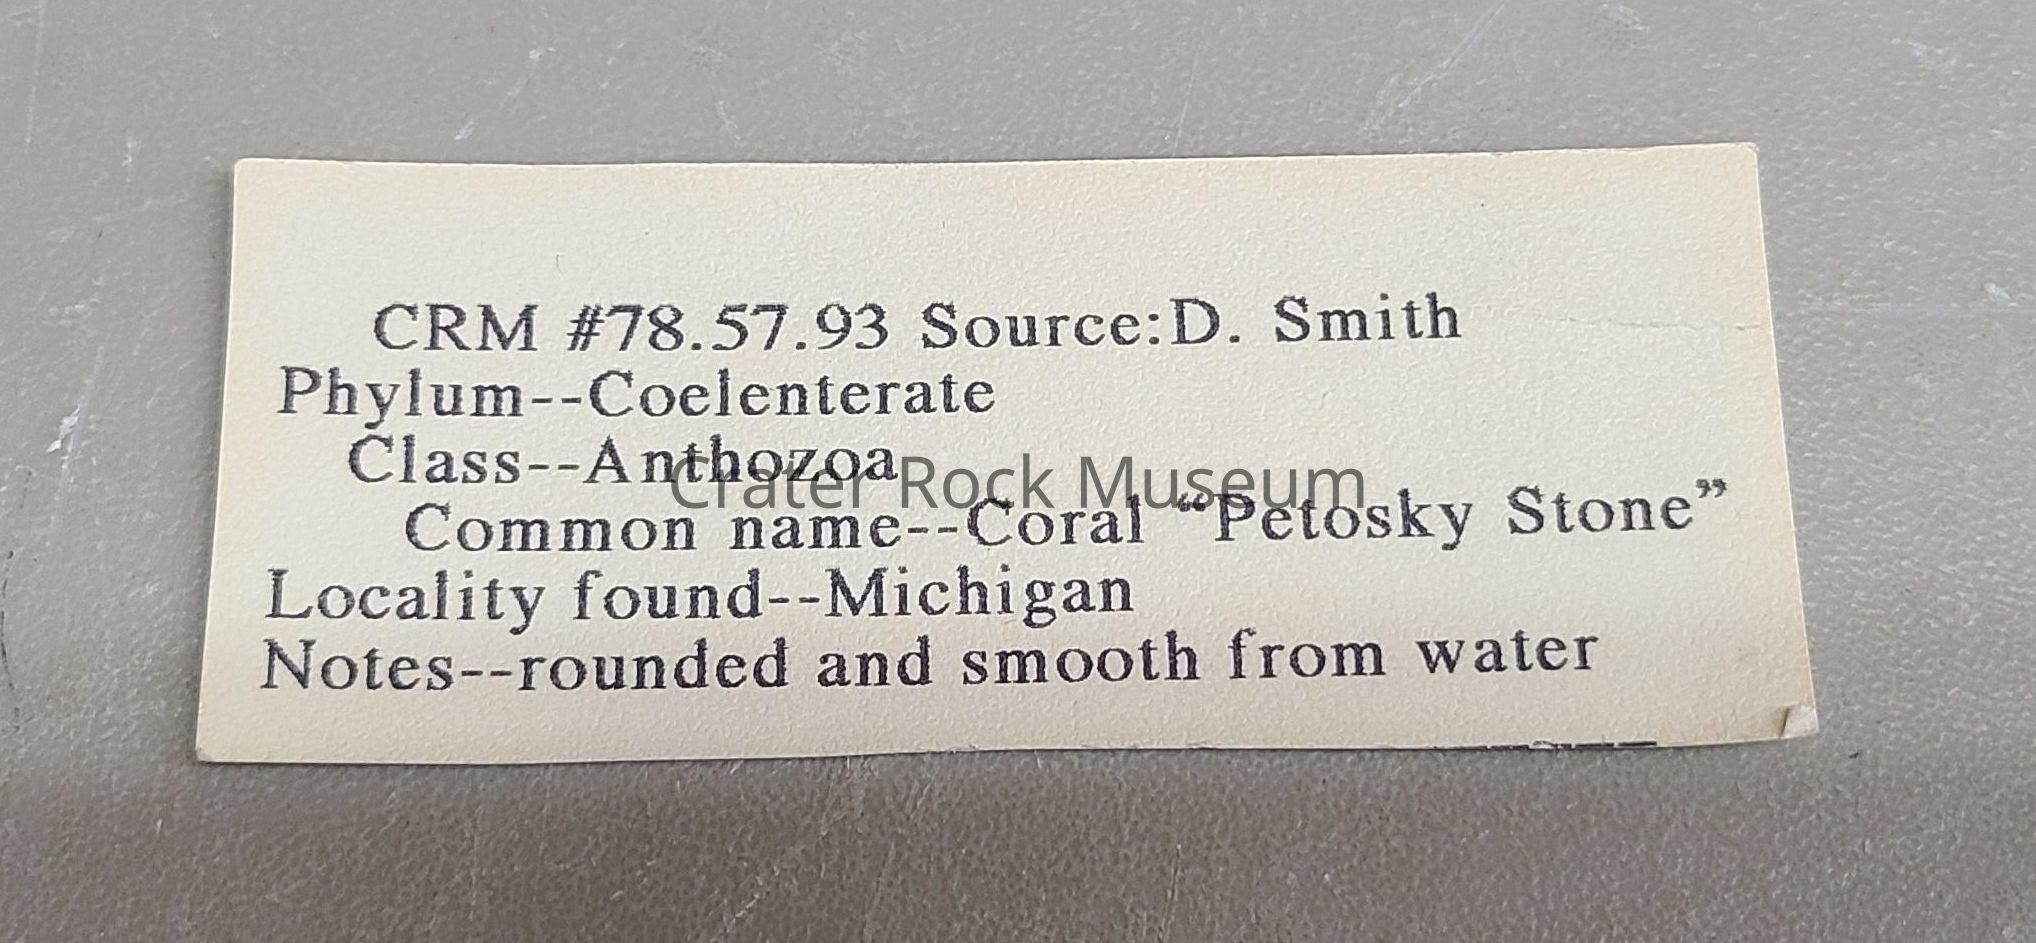 CRM #78.57.93 Source:D. Smith
Phylum--Coelenterate
Class--Anthozoa
Crater Rock Museum
Common name--Coral “Petosky Stone”
Locality found--Michigan
Notes--rounded and smooth from water